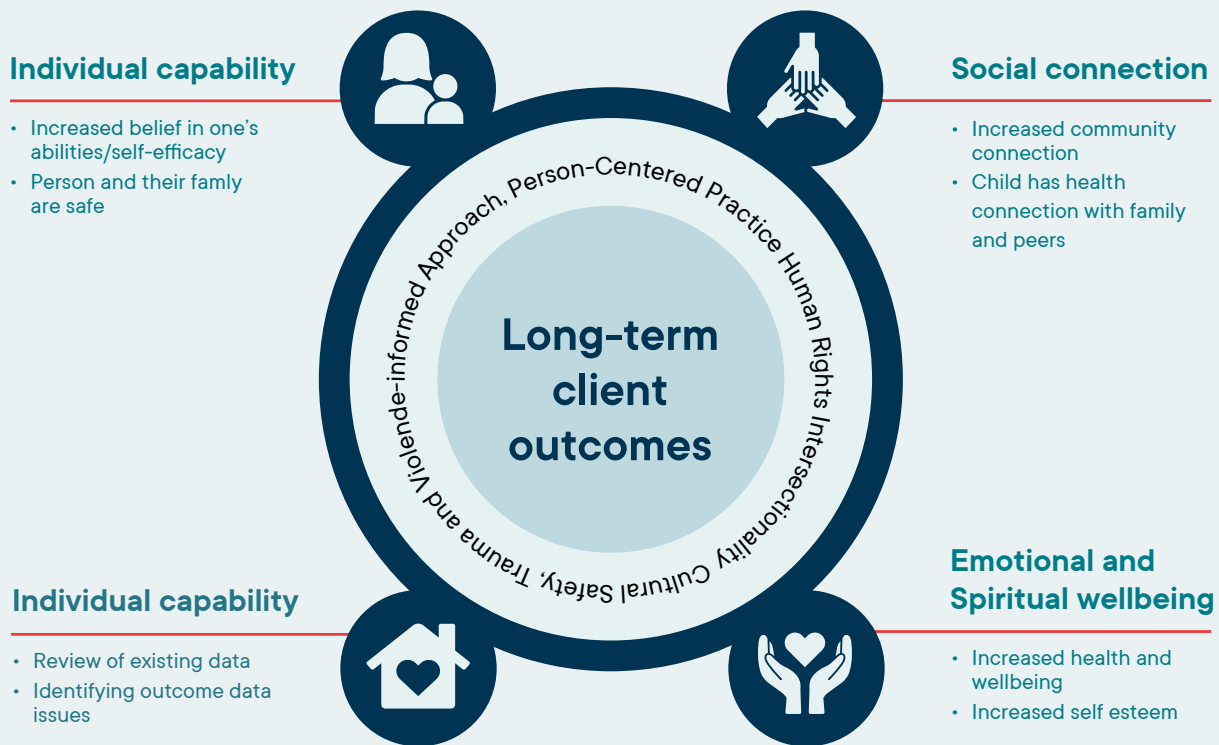 Individual capability
• Increased belief in one's
abilities/self-efficacy
• Person and their famly
are safe
Social connection
• Increased community
connection
• Child has health
connection with family
and peers
Cultural Safety, Trauma and Violende-informed Approach, Person-Centered Practice Human Rights Intersectionality
Long-term
client
outcomes
Individual capability
• Review of existing data
• Identifying outcome data
issues
Emotional and
Spiritual wellbeing
• Increased health and
wellbeing
• Increased self esteem